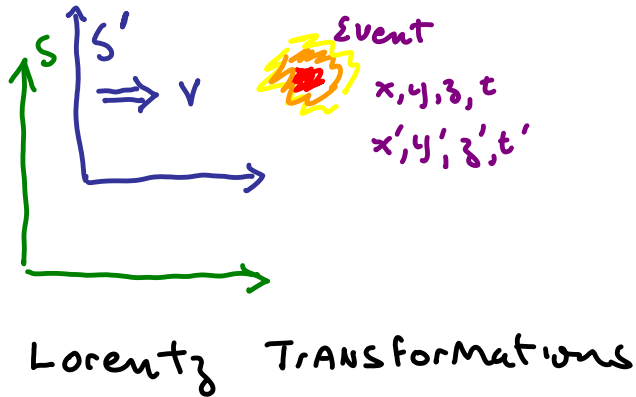 S
S'
v
Event
x, y, z, t
x', y', z', t'
Lorentz Transformations